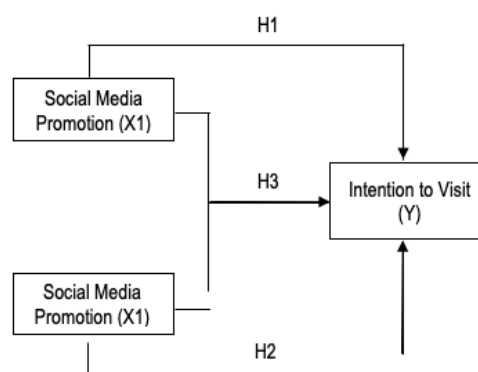 H1
Social Media
Promotion (X1)
H3
Intention to Visit
(Y)
Social Media
Promotion (X1)
H2